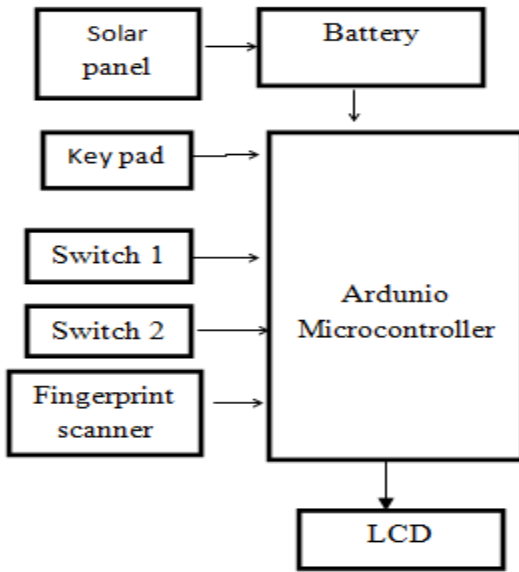 Solar
panel
Battery
Key pad
Switch 1
Switch 2
Fingerprint
scanner
Ardunio
Microcontroller
LCD